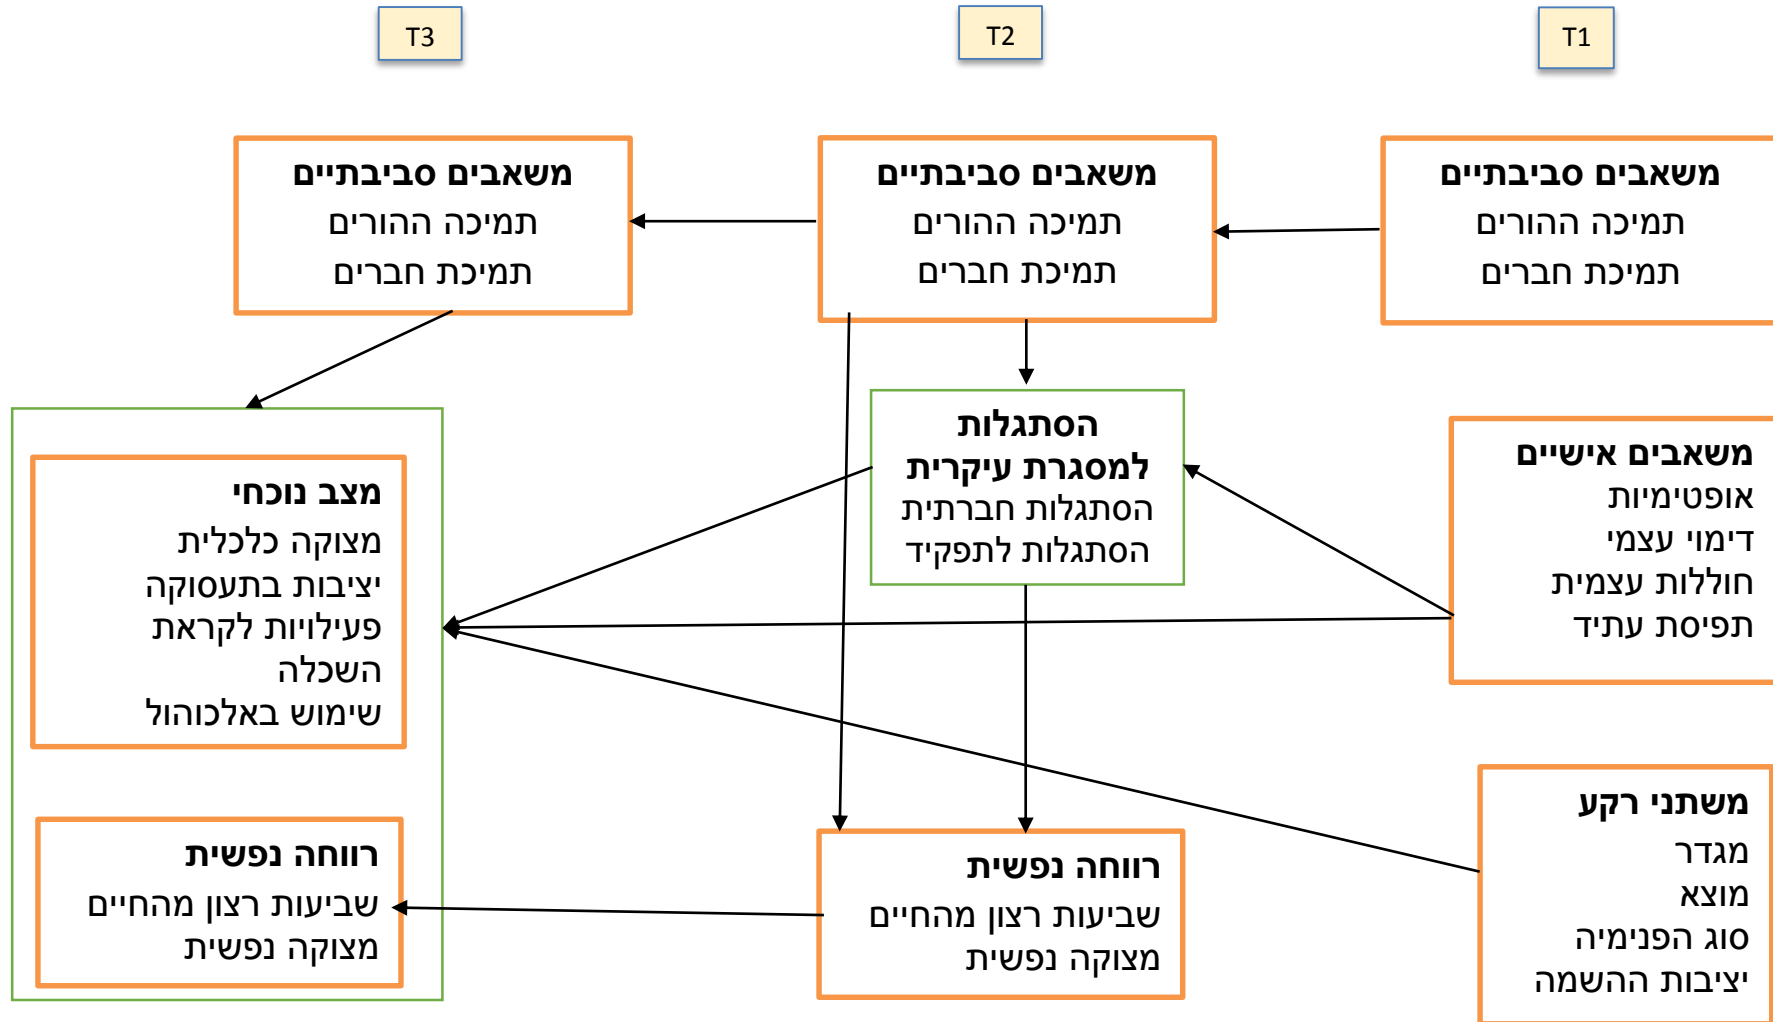 T1
T2
T3
משאבים סביבתיים
תמיכה ההורים
תמיכת חברים
משאבים סביבתיים
תמיכה ההורים
תמיכת חברים
משאבים סביבתיים
תמיכה ההורים
תמיכת חברים
משאבים אישיים
אופטימיות
דימוי עצמי
חוללות עצמית
תפיסת עתיד
הסתגלות
למסגרת עיקרית
הסתגלות חברתית
הסתגלות לתפקיד
מצב נוכחי
מצוקה כלכלית
יציבות בתעסוקה
פעילויות לקראת
השכלה
שימוש באלכוהול
משתני רקע
מגדר
מוצא
סוג הפנימיה
יציבות ההשמה
רווחה נפשית
שביעות רצון מהחיים
מצוקה נפשית
רווחה נפשית
שביעות רצון מהחיים
מצוקה נפשית